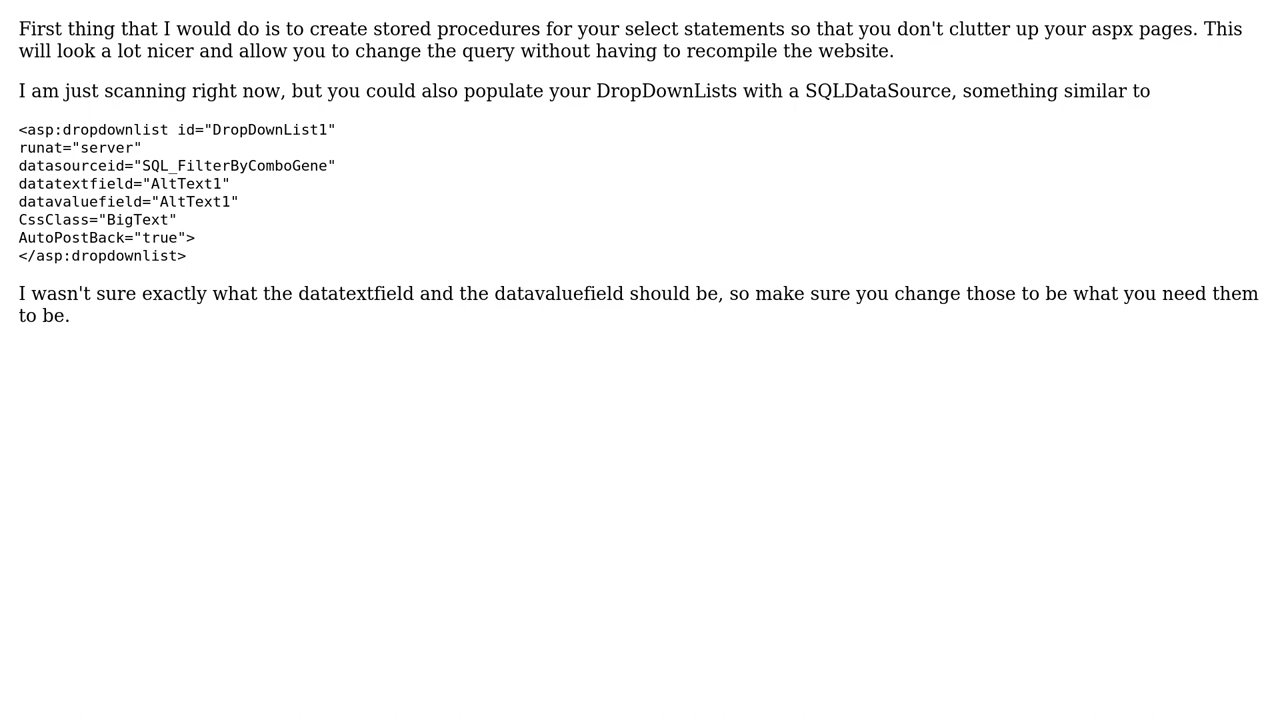 First thing that I would do is to create stored procedures for your select statements so that you don't clutter up your aspx pages. This
will look a lot nicer and allow you to change the query without having to recompile the website.
I am just scanning right now, but you could also populate your DropDownLists with a SQLDataSource, something similar to
<asp:dropdownlist id="DropDownList1"
runat="server"
datasourceid="SQL_FilterByComboGene"
datatextfield="AltText1"
datavaluefield="AltText1"
CssClass="BigText"
AutoPostBack="true">
</asp:dropdownlist>
I wasn't sure exactly what the datatextfield and the datavaluefield should be, so make sure you change those to be what you need them
to be.